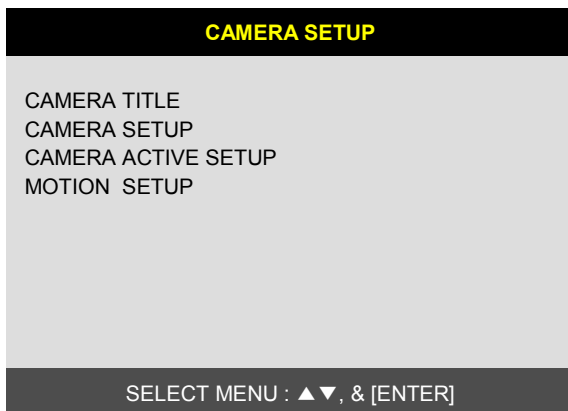 CAMERA SETUP
CAMERA TITLE
CAMERA SETUP
CAMERA ACTIVE SETUP
MOTION  SETUP
SELECT MENU : ▲▼, & [ENTER]